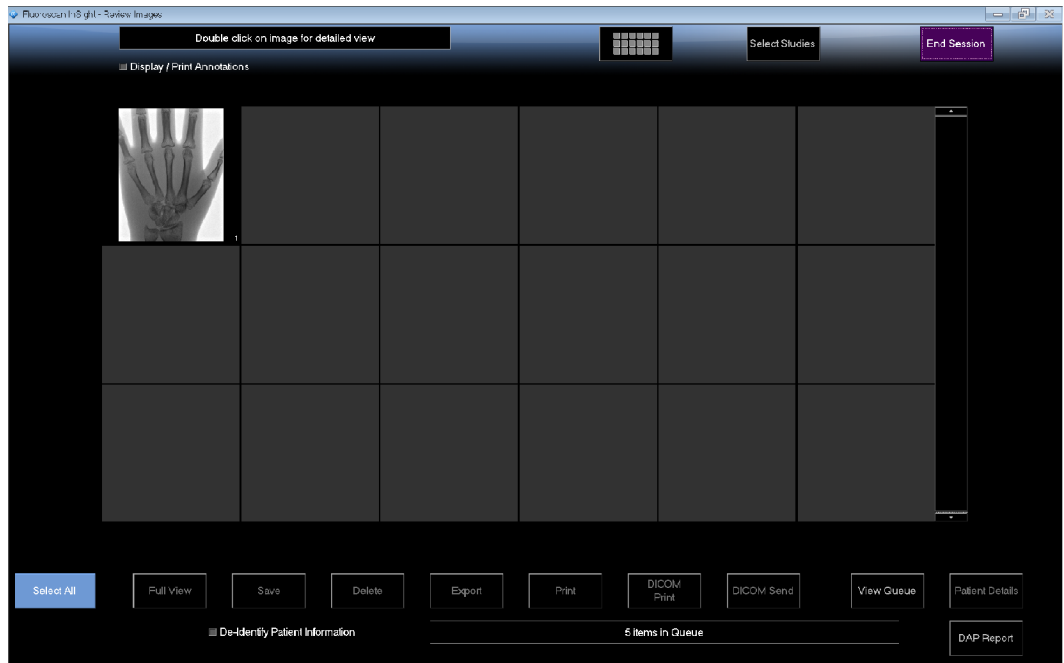 Fluoroscan InSight - Review Images
Double click on image for detailed view
Select Studies
End Session
Display / Print Annotations
1
Select All
Full View
Save
Delete
Export
Print
DICOM
Print
DICOM Send
View Queue
Patient Details
De-Identify Patient Information
5 items in Queue
DAP Report